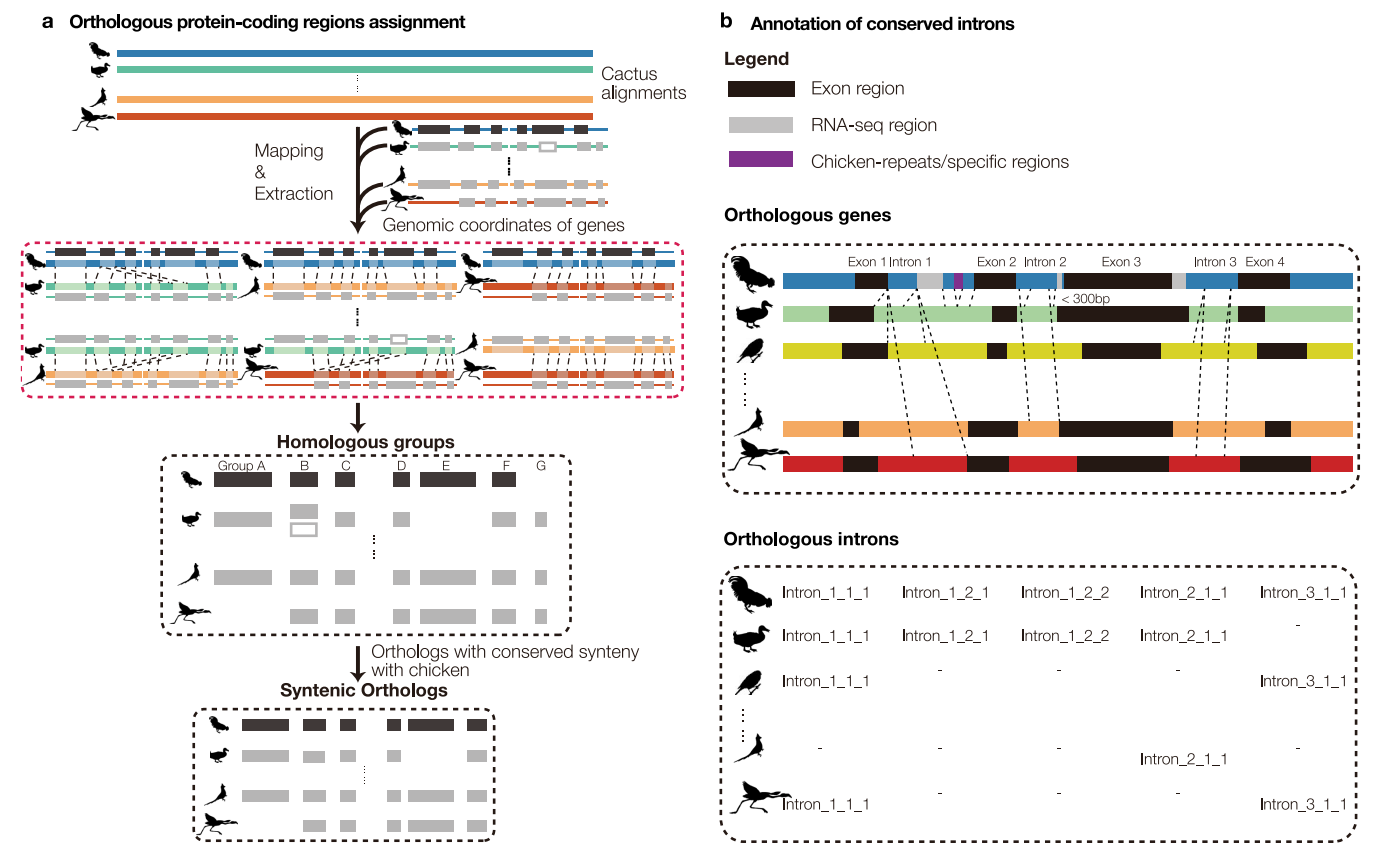 a Orthologous protein-coding regions assignment
Cactus
alignments
Mapping
&
Extraction
Genomic coordinates of genes
Homologous groups
Group A B C D E F G
Orthologs with conserved synteny
with chicken
Syntenic Orthologs
b Annotation of conserved introns
Legend
Exon region
RNA-seq region
Chicken-repeats/specific regions
Orthologous genes
Exon 1 Intron 1 Exon 2 Intron 2 Exon 3 Intron 3 Exon 4
< 300bp
Orthologous introns
Intron_1_1_1 Intron_1_2_1 Intron_1_2_2 Intron_2_1_1 Intron_3_1_1
Intron_1_1_1 Intron_1_2_1 Intron_1_2_2 Intron_2_1_1 -
Intron_1_1_1 - - - Intron_3_1_1
- - - Intron_2_1_1 -
Intron_1_1_1 - - - Intron_3_1_1